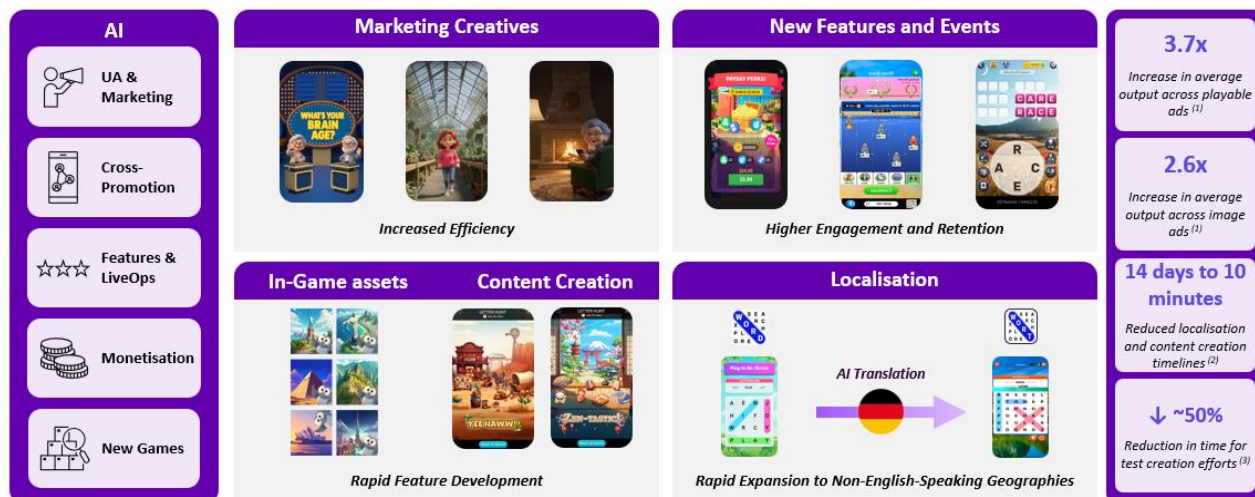 AI
UA &
Marketing
Cross-
Promotion
Features &
LiveOps
Monetisation
New Games
Marketing Creatives
WHAT'S YOUR
BRAIN
AGE?
Increased Efficiency
New Features and Events
PAYDAY PERKS!
CARE
RACE
R
A C
E
Higher Engagement and Retention
In-Game assets
Content Creation
LETTER HUNT
YEE HAWW!
LETTER HUNT
ZEN-TASTIC!
Rapid Feature Development
Localisation
WORD
AI Translation
PLAY
Rapid Expansion to Non-English-Speaking Geographies
3.7x
Increase in average
output across playable
ads (1)
2.6x
Increase in average
output across image
ads (1)
14 days to 10
minutes
Reduced localisation
and content creation
timelines (2)
↓ ~50%
Reduction in time for
test creation efforts (3)